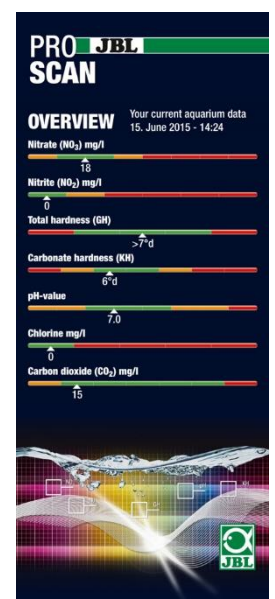 PRO JBL
SCAN
OVERVIEW
Your current aquarium data
15. June 2015 - 14:24
Nitrate (NO₃) mg/l
18
Nitrite (NO₂) mg/l
0
Total hardness (GH)
>7°d
Carbonate hardness (KH)
6°d
pH-value
7.0
Chlorine mg/l
0
Carbon dioxide (CO₂) mg/l
15
JBL